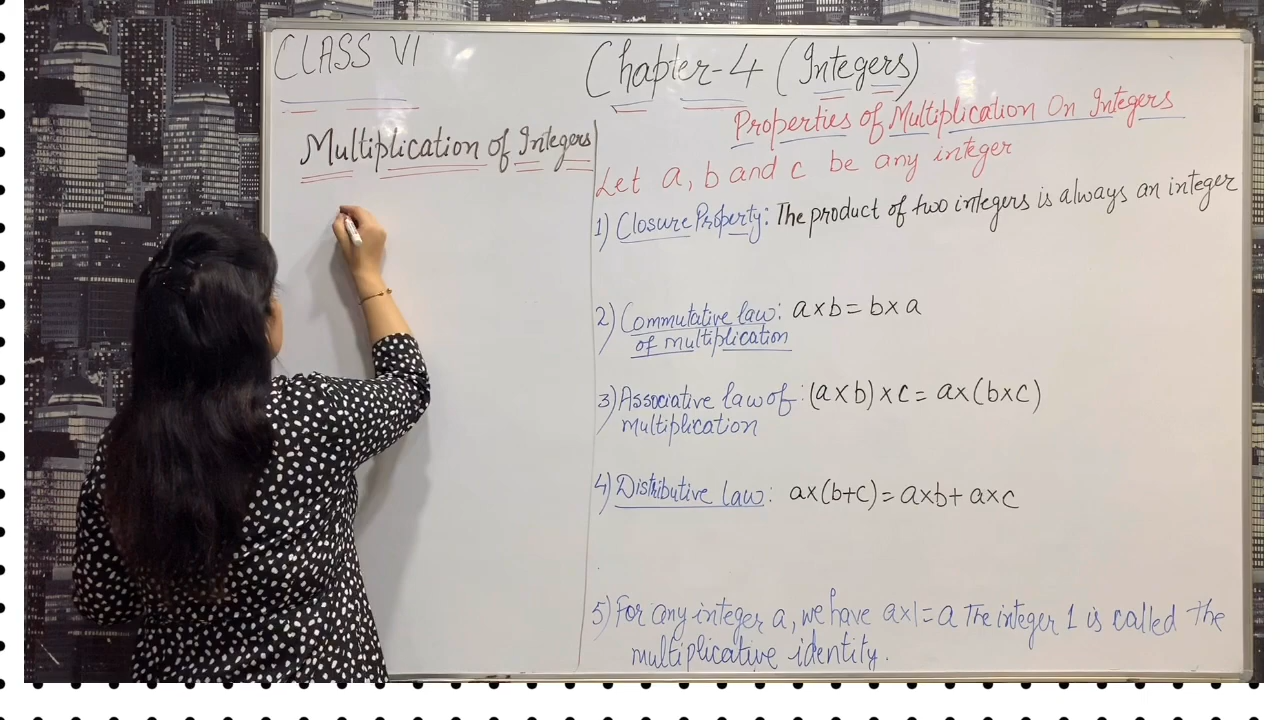 CLASS VI
Chapter-4 (Integers)
Multiplication of Integers
Properties of Multiplication On Integers
Let a, b and c be any integer
1) Closure Property: The product of two integers is always an integer
2) Commutative law: a×b = b×a
of multiplication
3) Associative law of: (a×b)×c = a×(b×c)
multiplication
4) Distributive law: a×(b+c) = a×b + a×c
5) For any integer a, we have a×1 = a The integer 1 is called the
multiplicative identity.